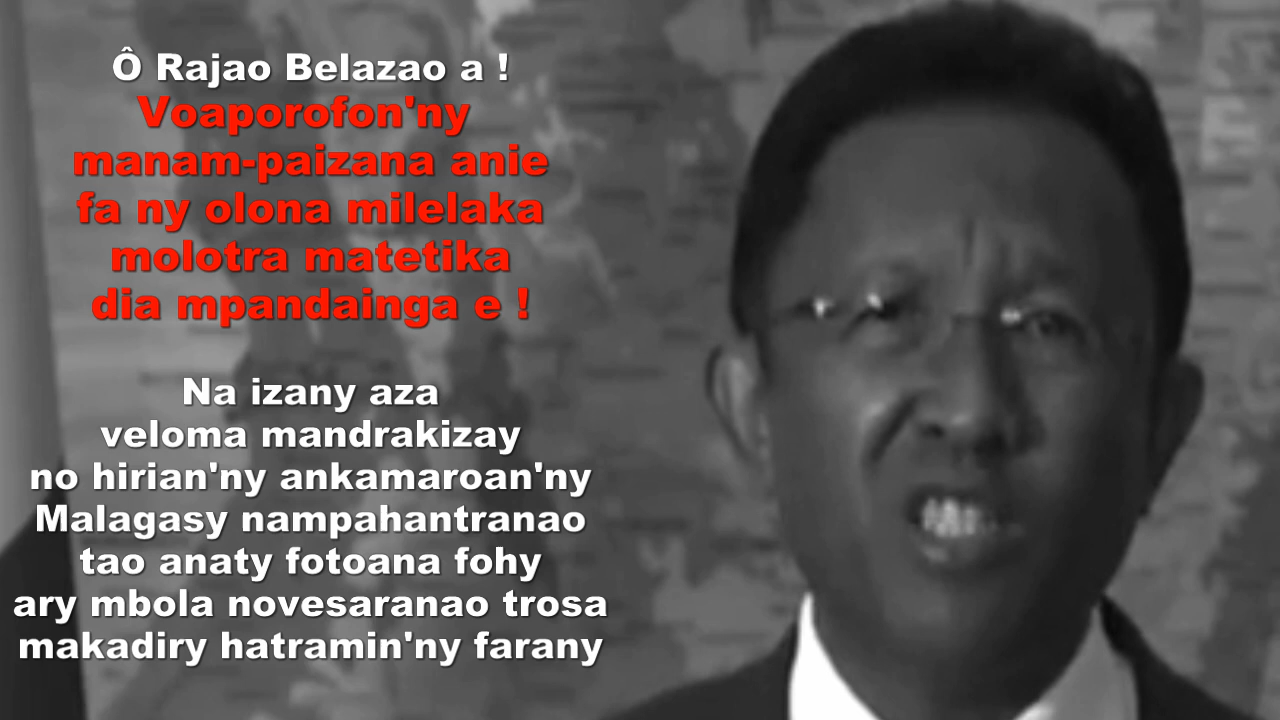 Ô Rajao Belazao a !
Voaporofon'ny
manam-paizana anie
fa ny olona milelaka
molotra matetika
dia mpandainga e !
Na izany aza
veloma mandrakizay
no hirian'ny ankamaroan'ny
Malagasy nampahantranao
tao anaty fotoana fohy
ary mbola novesaranao trosa
makadiry hatramin'ny farany